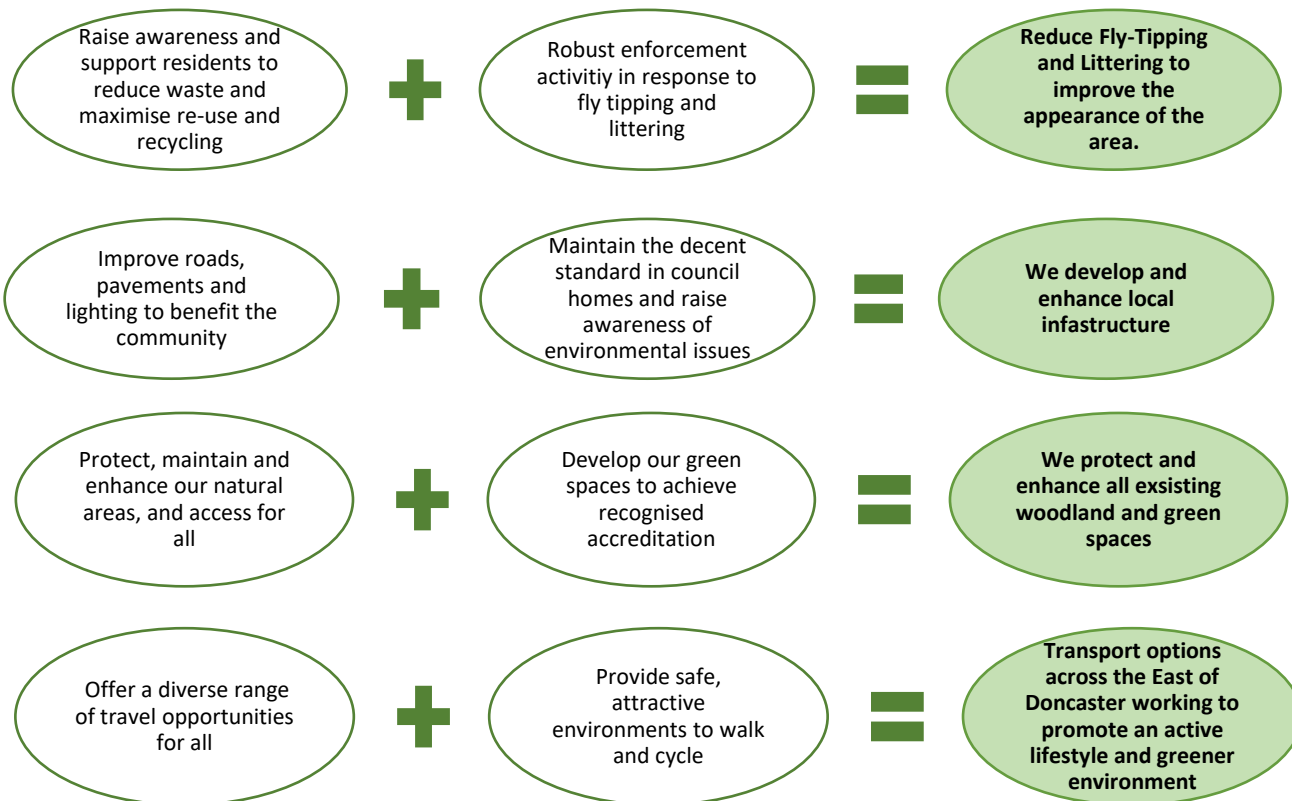 Raise awareness and
support residents to
reduce waste and
maximise re-use and
recycling
Robust enforcement
activitiy in response to
fly tipping and
littering
Reduce Fly-Tipping
and Littering to
improve the
appearance of the
area.
Improve roads,
pavements and
lighting to benefit the
community
Maintain the decent
standard in council
homes and raise
awareness of
environmental issues
We develop and
enhance local
infastructure
Protect, maintain and
enhance our natural
areas, and access for
all
Develop our green
spaces to achieve
recognised
accreditation
We protect and
enhance all exsisting
woodland and green
spaces
Offer a diverse range
of travel opportunities
for all
Provide safe,
attractive
environments to walk
and cycle
Transport options
across the East of
Doncaster working to
promote an active
lifestyle and greener
environment